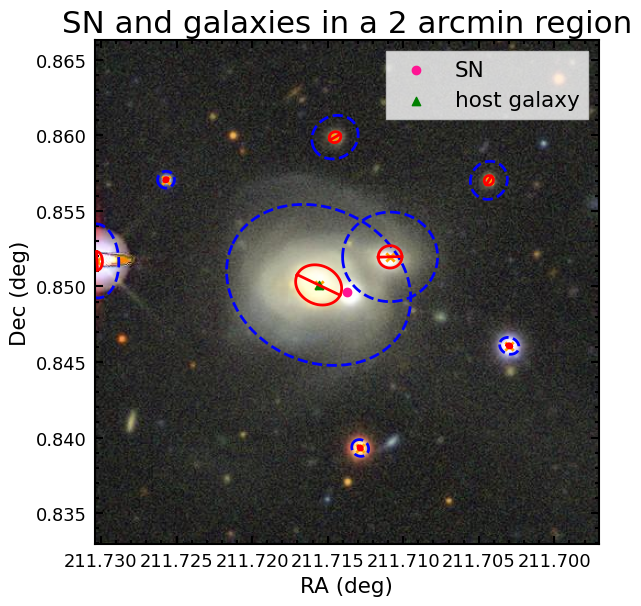 SN and galaxies in a 2 arcmin region
SN
host galaxy
0.865
0.860
0.855
0.850
0.845
0.840
0.835
Dec (deg)
211.730 211.725 211.720 211.715 211.710 211.705 211.700
RA (deg)